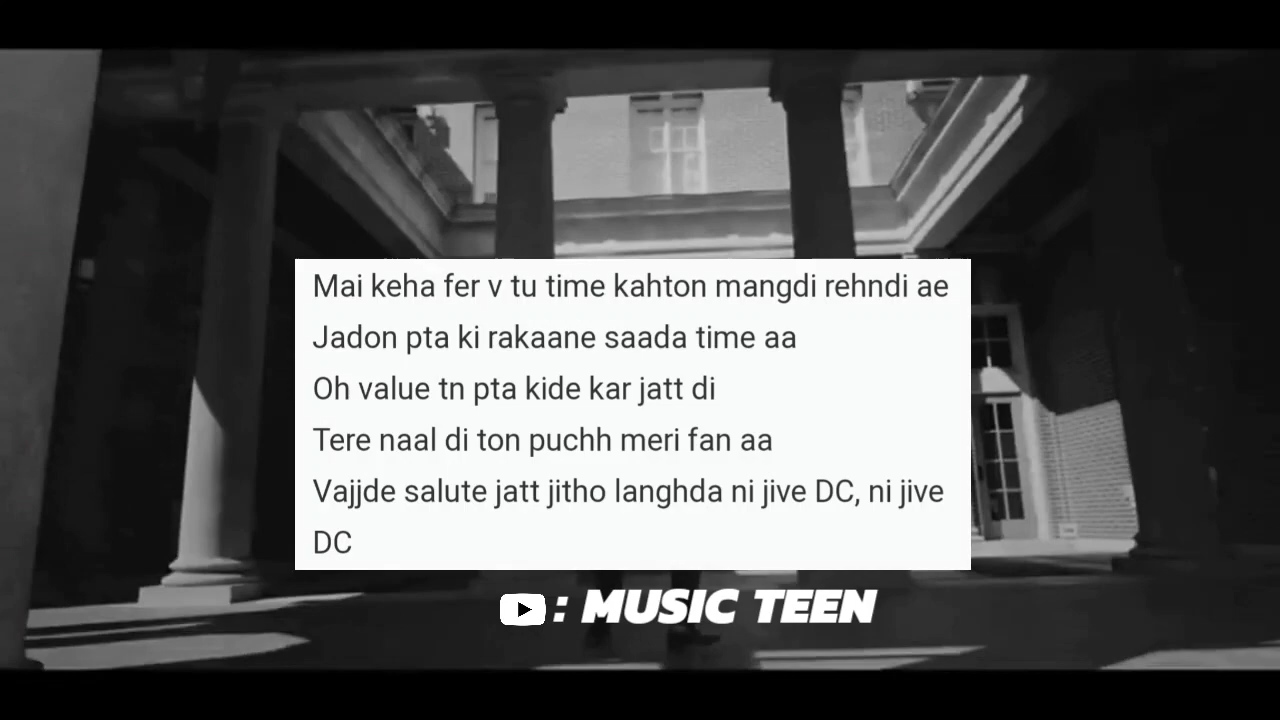 Mai keha fer v tu time kahton mangdi rehndi ae
Jadon pta ki rakaane saada time aa
Oh value tn pta kide kar jatt di
Tere naal di ton puchh meri fan aa
Vajjde salute jatt jitho langhda ni jive DC, ni jive
DC
: MUSIC TEEN